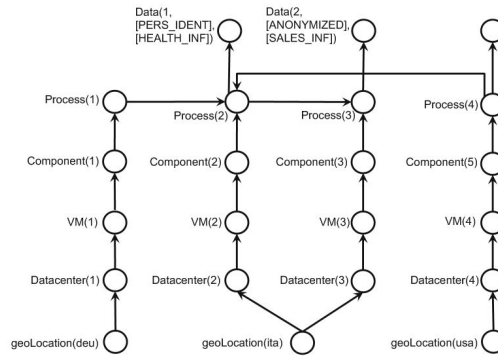 Data(1,
[PERS_IDENT],
[HEALTH_INF])
Data(2,
[ANONYMIZED],
[SALES_INF])
Process(1)
Process(2)
Process(3)
Process(4)
Component(1)
Component(2)
Component(3)
Component(5)
VM(1)
VM(2)
VM(3)
VM(4)
Datacenter(1)
Datacenter(2)
Datacenter(3)
Datacenter(4)
geoLocation(deu)
geoLocation(ita)
geoLocation(usa)